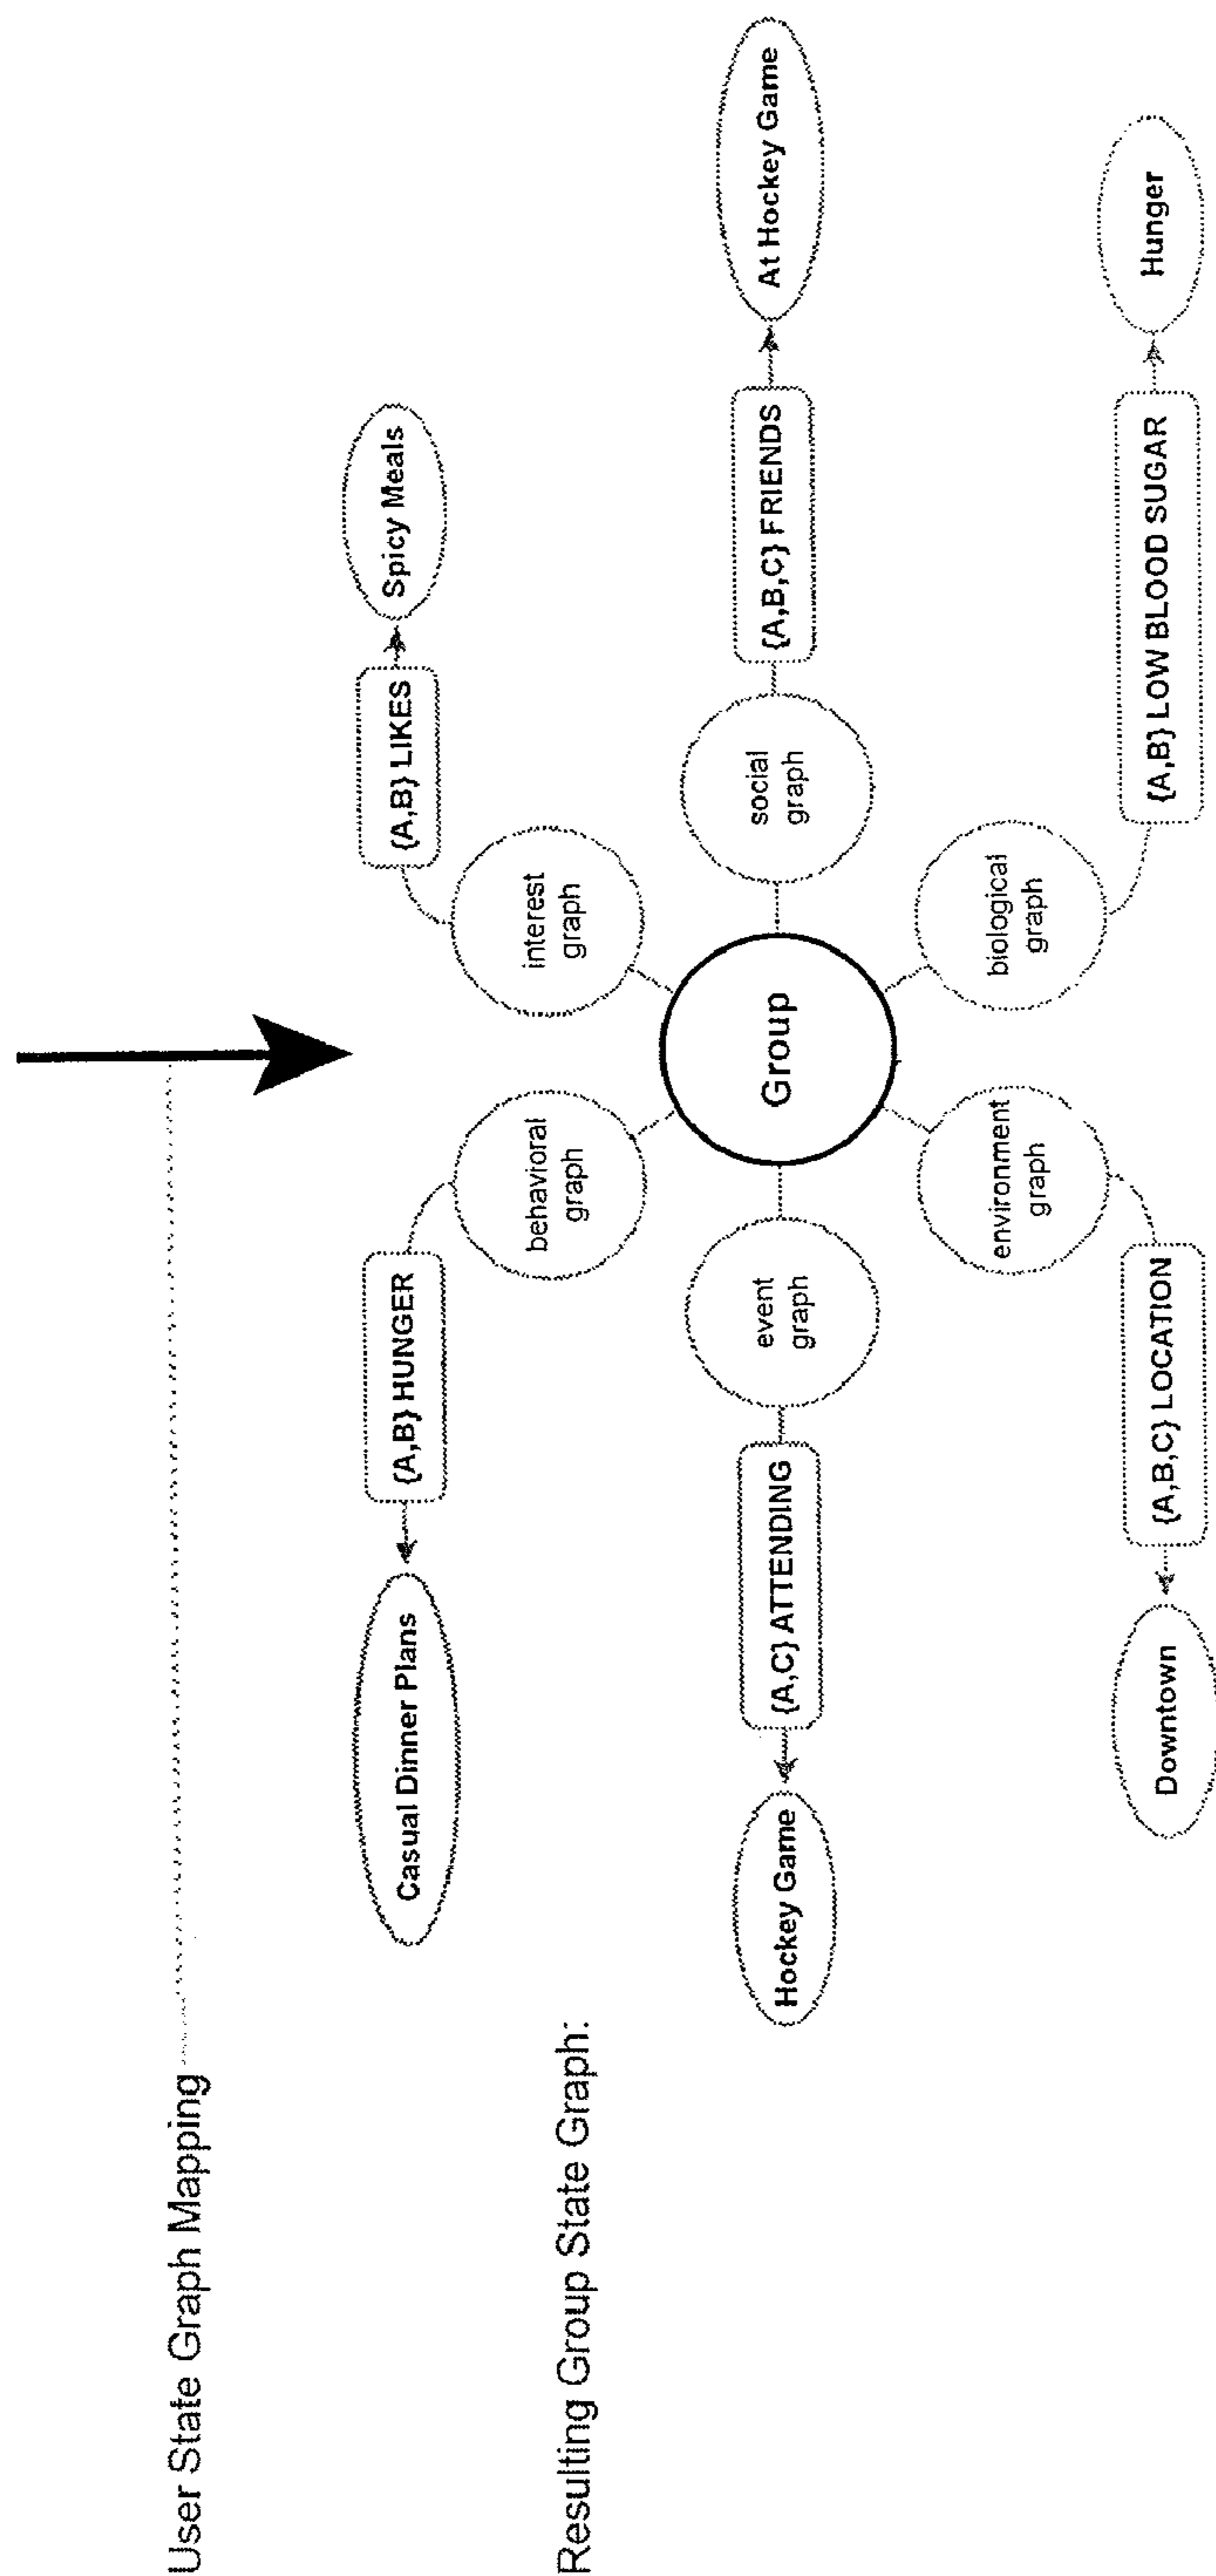 User State Graph Mapping
Resulting Group State Graph:
Casual Dinner Plans
{A,B} HUNGER
behavioral
graph
interest
graph
{A,B} LIKES
Spicy Meals
Hockey Game
{A,C} ATTENDING
event
graph
Group
social
graph
{A,B,C} FRIENDS
At Hockey Game
Downtown
{A,B,C} LOCATION
environment
graph
biological
graph
{A,B} LOW BLOOD SUGAR
Hunger